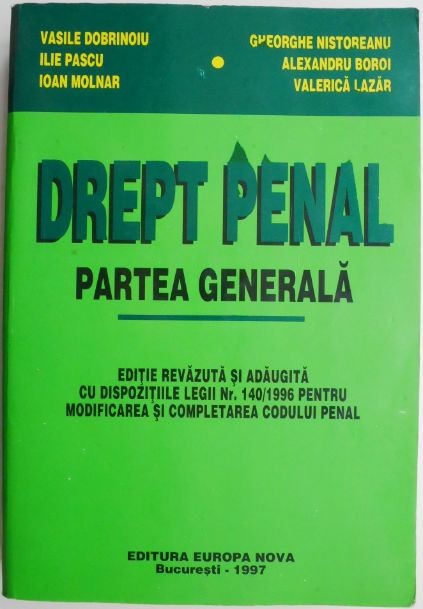 VASILE DOBRINOIU
ILIE PASCU
IOAN MOLNAR
GHEORGHE NISTOREANU
ALEXANDRU BOROI
VALERICĂ LAZĂR
DREPT PENAL
PARTEA GENERALĂ
EDIȚIE REVĂZUTĂ ȘI ADĂUGITĂ
CU DISPOZIȚIILE LEGII Nr. 140/1996 PENTRU
MODIFICAREA ȘI COMPLETAREA CODULUI PENAL
EDITURA EUROPA NOVA
București - 1997